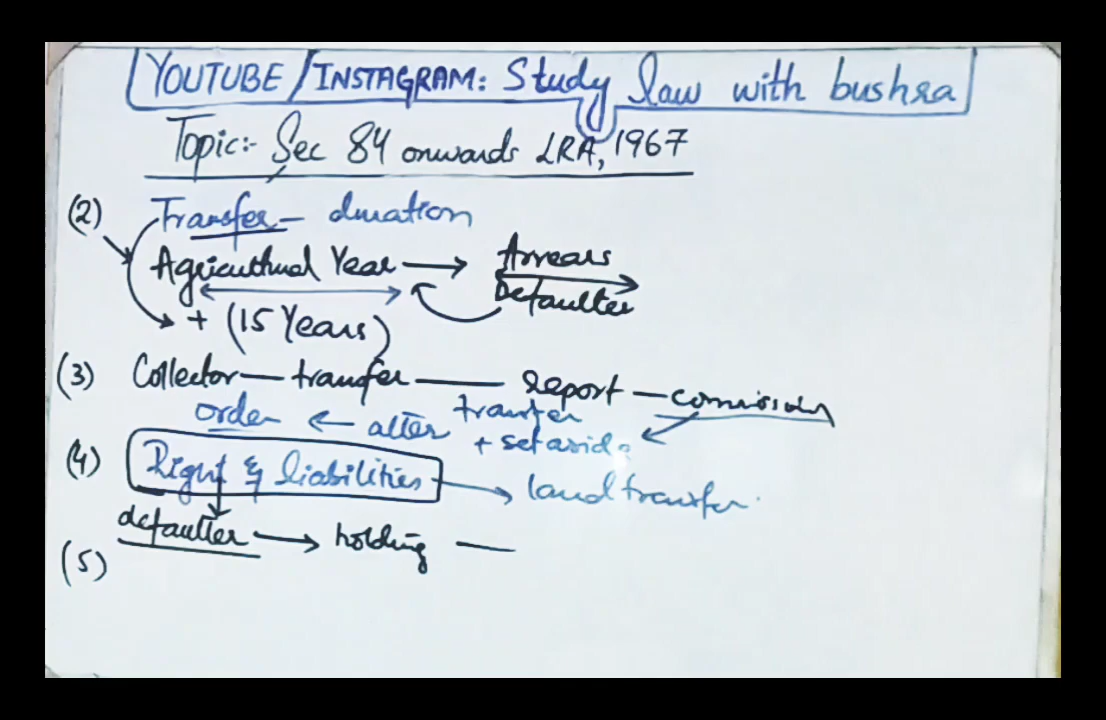 YOUTUBE/INSTAGRAM: Study law with bushra
Topic:- Sec 84 onwards LRA, 1967
(2) Transfer - duration
Agricultural Year → Arrears
Defaulter
+ (15 Years)
(3) Collector — transfer — report — comission
order ← alter transfer
+ set aside
(4) Right & liabilities → land transfer.
defaulter → holding —
(5)